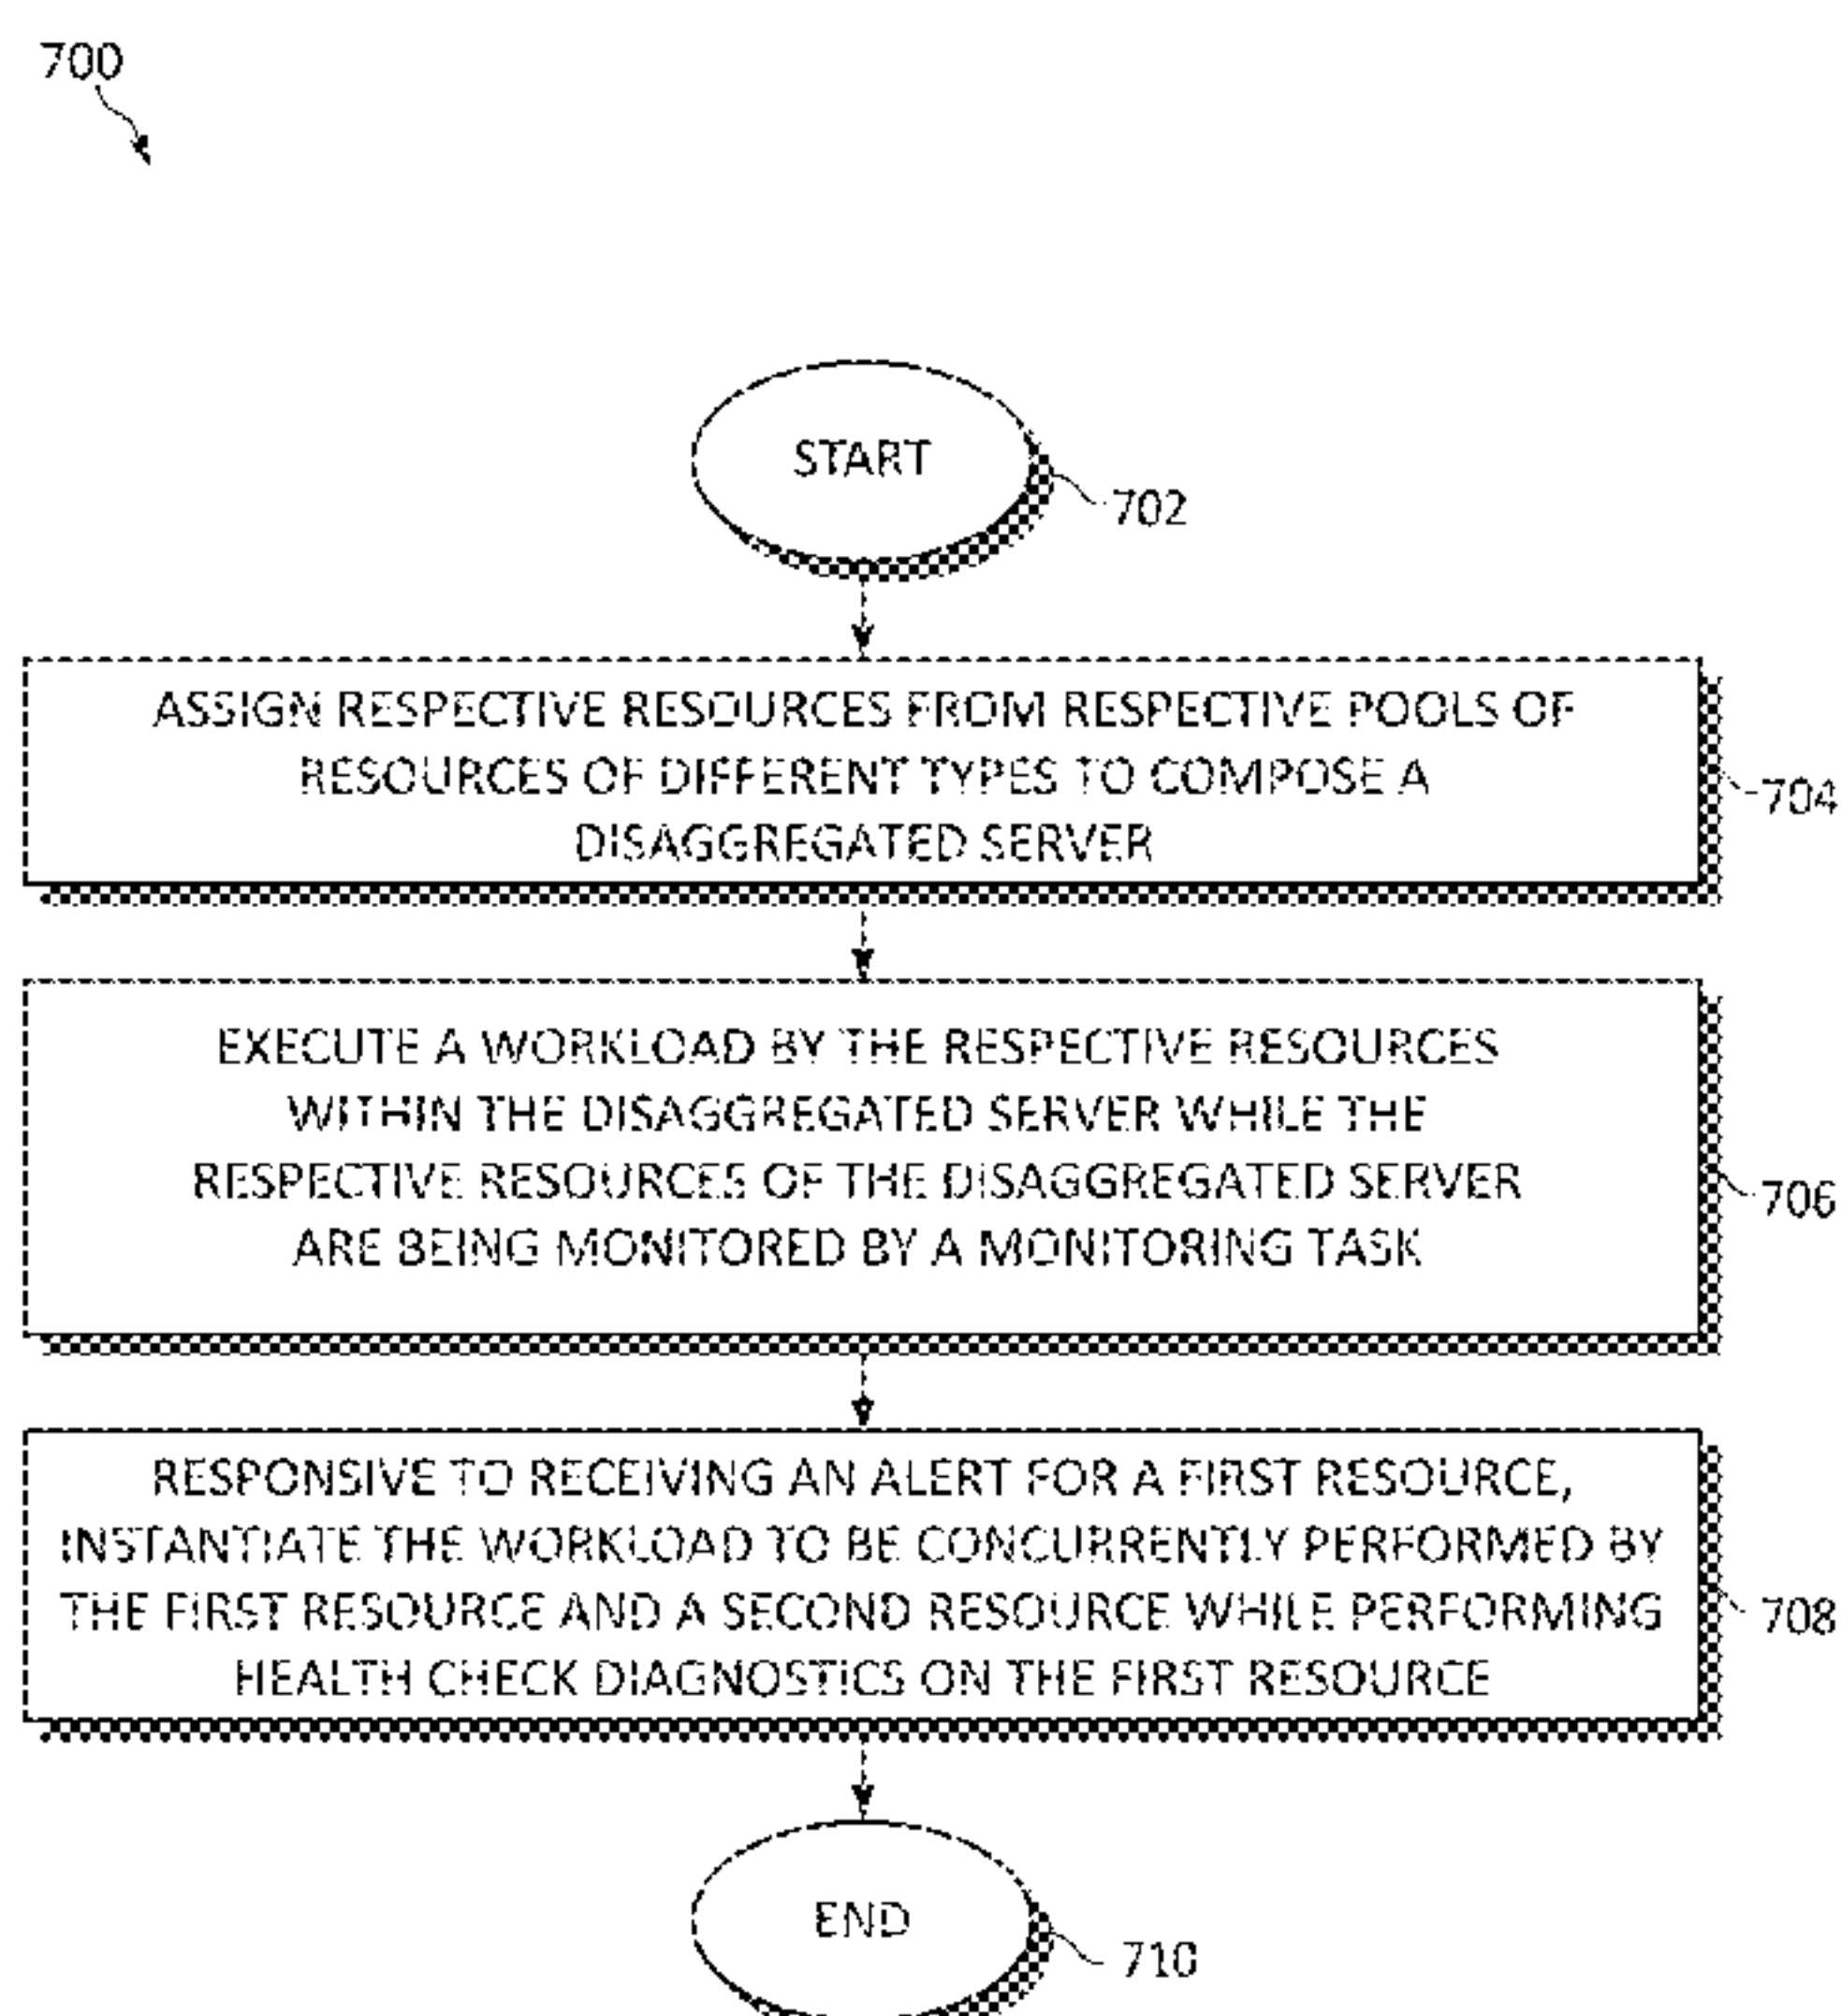 700
START
702
ASSIGN RESPECTIVE RESOURCES FROM RESPECTIVE POOLS OF
RESOURCES OF DIFFERENT TYPES TO COMPOSE A
DISAGGREGATED SERVER
704
EXECUTE A WORKLOAD BY THE RESPECTIVE RESOURCES
WITHIN THE DISAGGREGATED SERVER WHILE THE
RESPECTIVE RESOURCES OF THE DISAGGREGATED SERVER
ARE BEING MONITORED BY A MONITORING TASK
706
RESPONSIVE TO RECEIVING AN ALERT FOR A FIRST RESOURCE,
INSTANTIATE THE WORKLOAD TO BE CONCURRENTLY PERFORMED BY
THE FIRST RESOURCE AND A SECOND RESOURCE WHILE PERFORMING
HEALTH CHECK DIAGNOSTICS ON THE FIRST RESOURCE
708
END
710